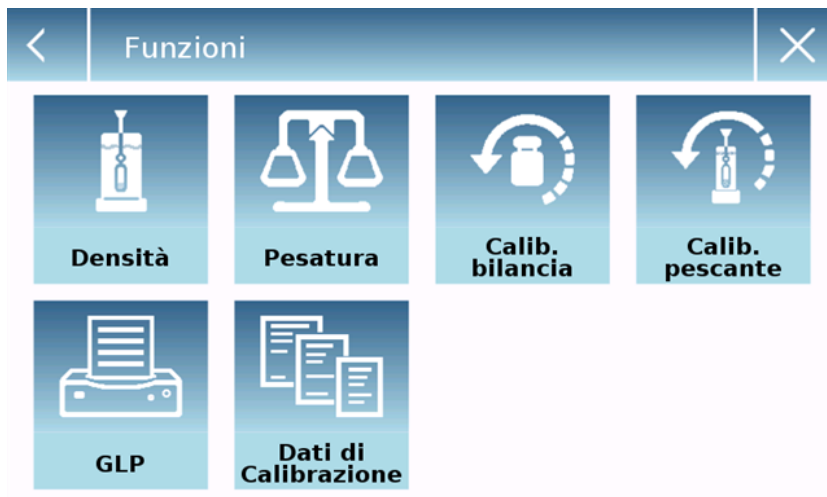 Funzioni
Densità
Pesatura
Calib.
bilancia
Calib.
pescante
GLP
Dati di
Calibrazione